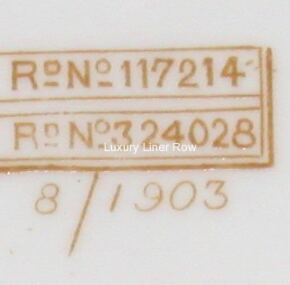 Rᴅ Nº 117214
Rᴅ Nº 324028
Luxury Liner Row
8/1903